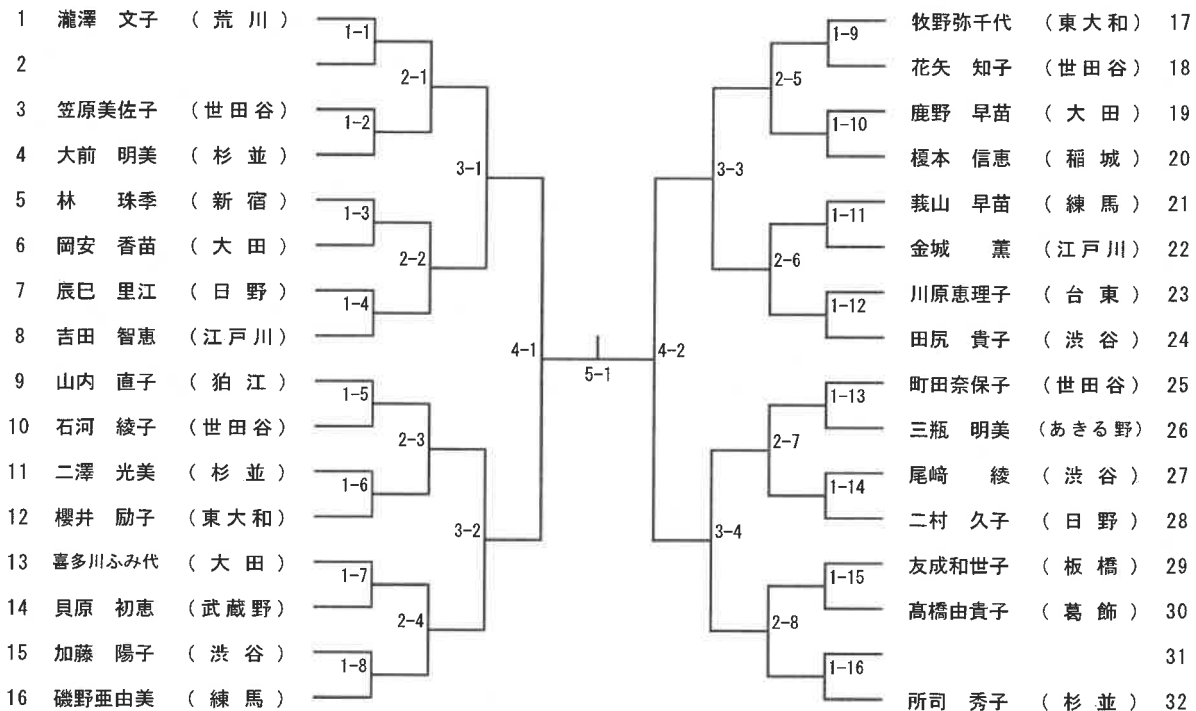 1 瀧澤 文子 (荒川)
2
3 笠原美佐子 (世田谷)
4 大前 明美 (杉並)
5 林 珠季 (新宿)
6 岡安 香苗 (大田)
7 辰巳 里江 (日野)
8 吉田 智恵 (江戸川)
9 山内 直子 (狛江)
10 石河 綾子 (世田谷)
11 二澤 光美 (杉並)
12 櫻井 励子 (東大和)
13 喜多川ふみ代 (大田)
14 貝原 初恵 (武蔵野)
15 加藤 陽子 (渋谷)
16 磯野亜由美 (練馬)
1-1
1-2
1-3
1-4
1-5
1-6
1-7
1-8
2-1
2-2
2-3
2-4
3-1
3-2
4-1
5-1
4-2
3-3
3-4
2-5
2-6
2-7
2-8
1-9
1-10
1-11
1-12
1-13
1-14
1-15
1-16
牧野弥千代 (東大和) 17
花矢 知子 (世田谷) 18
鹿野 早苗 (大田) 19
榎本 信恵 (稲城) 20
莪山 早苗 (練馬) 21
金城 薫 (江戸川) 22
川原恵理子 (台東) 23
田尻 貴子 (渋谷) 24
町田奈保子 (世田谷) 25
三瓶 明美 (あきる野) 26
尾﨑 綾 (渋谷) 27
二村 久子 (日野) 28
友成和世子 (板橋) 29
髙橋由貴子 (葛飾) 30
31
所司 秀子 (杉並) 32